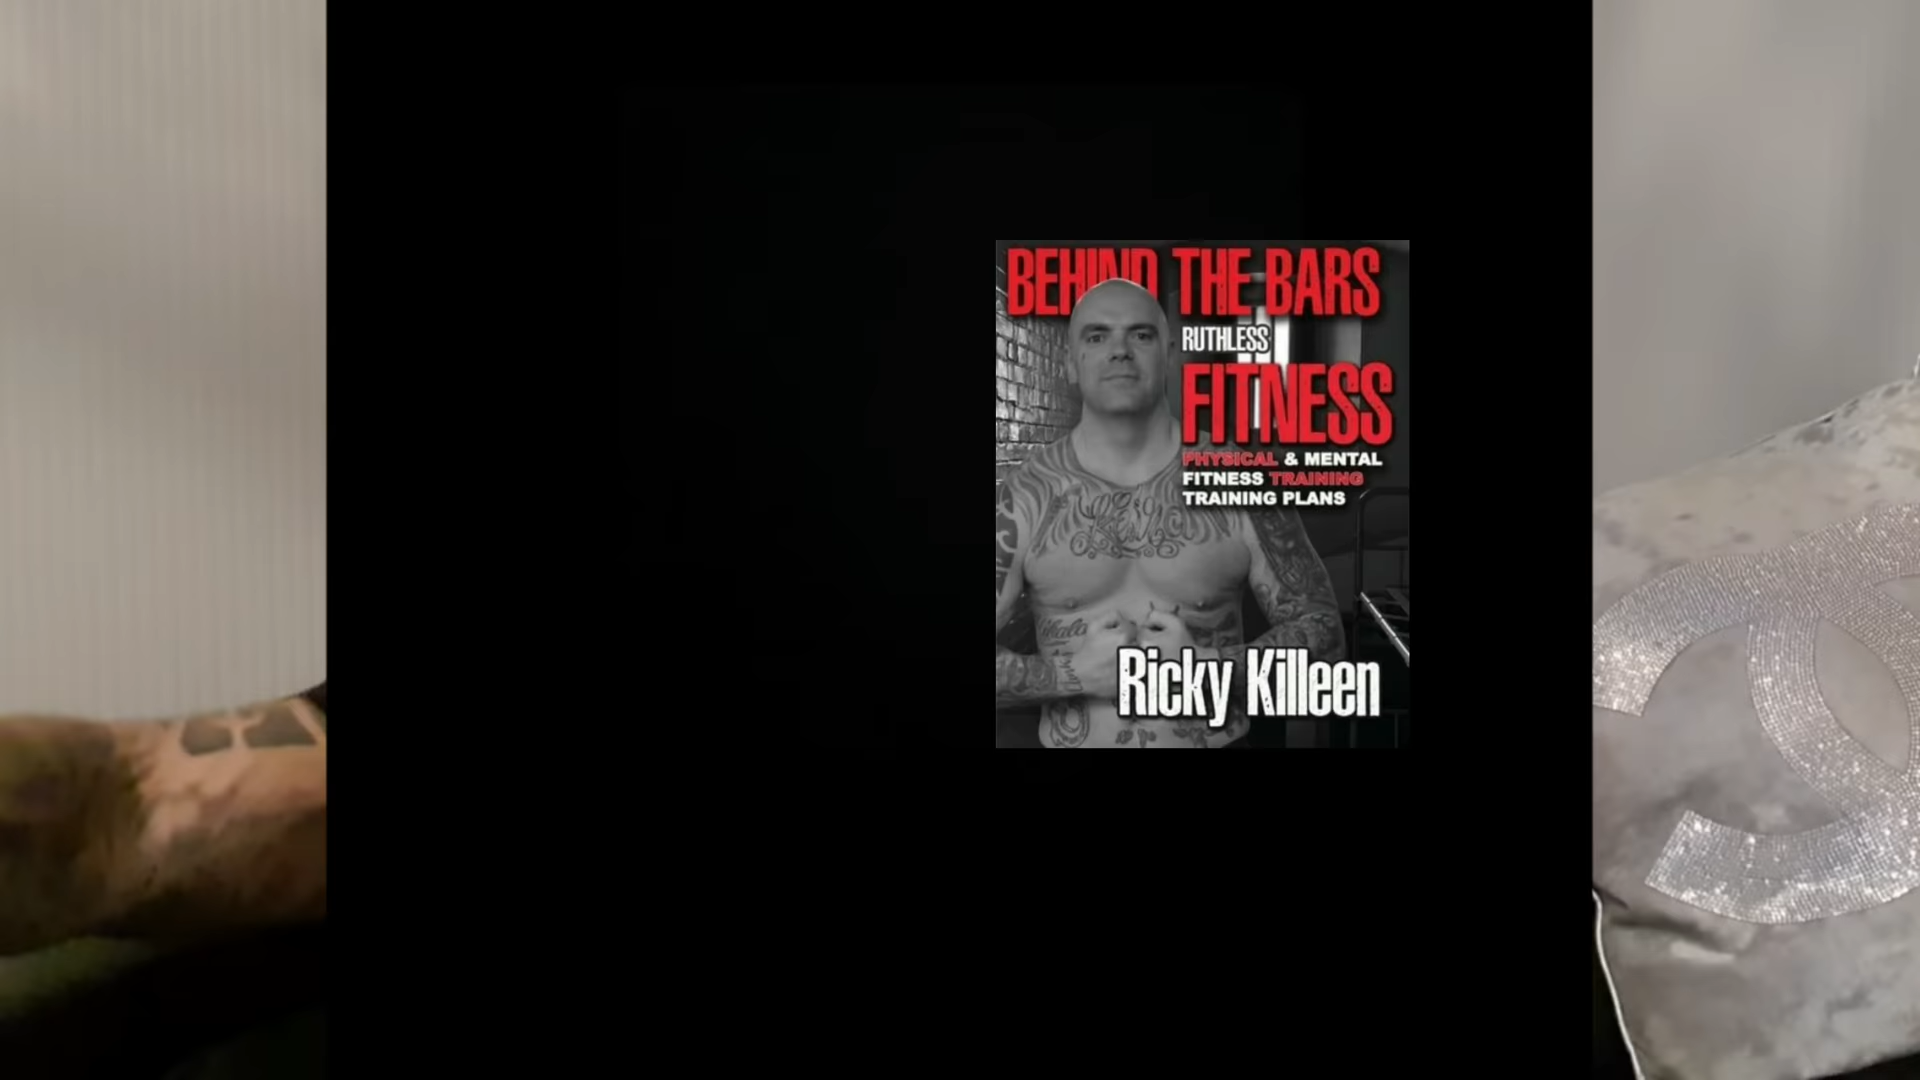 BEHIND THE BARS
RUTHLESS
FITNESS
PHYSICAL & MENTAL
FITNESS TRAINING
TRAINING PLANS
Ricky Killeen